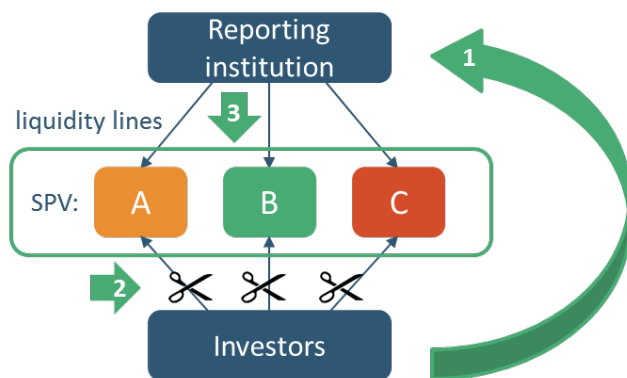 Reporting
institution
1
3
liquidity lines
SPV:
A
B
C
2
Investors